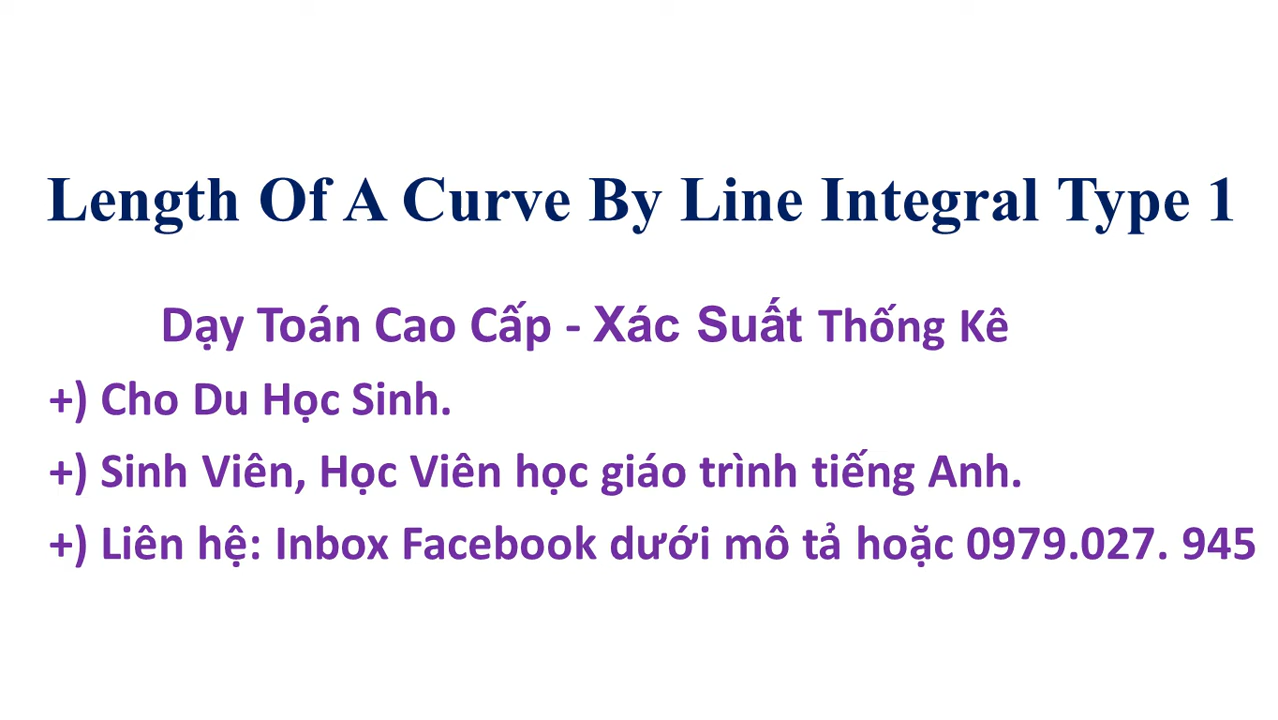 Length Of A Curve By Line Integral Type 1
Dạy Toán Cao Cấp - Xác Suất Thống Kê
+) Cho Du Học Sinh.
+) Sinh Viên, Học Viên học giáo trình tiếng Anh.
+) Liên hệ: Inbox Facebook dưới mô tả hoặc 0979.027. 945